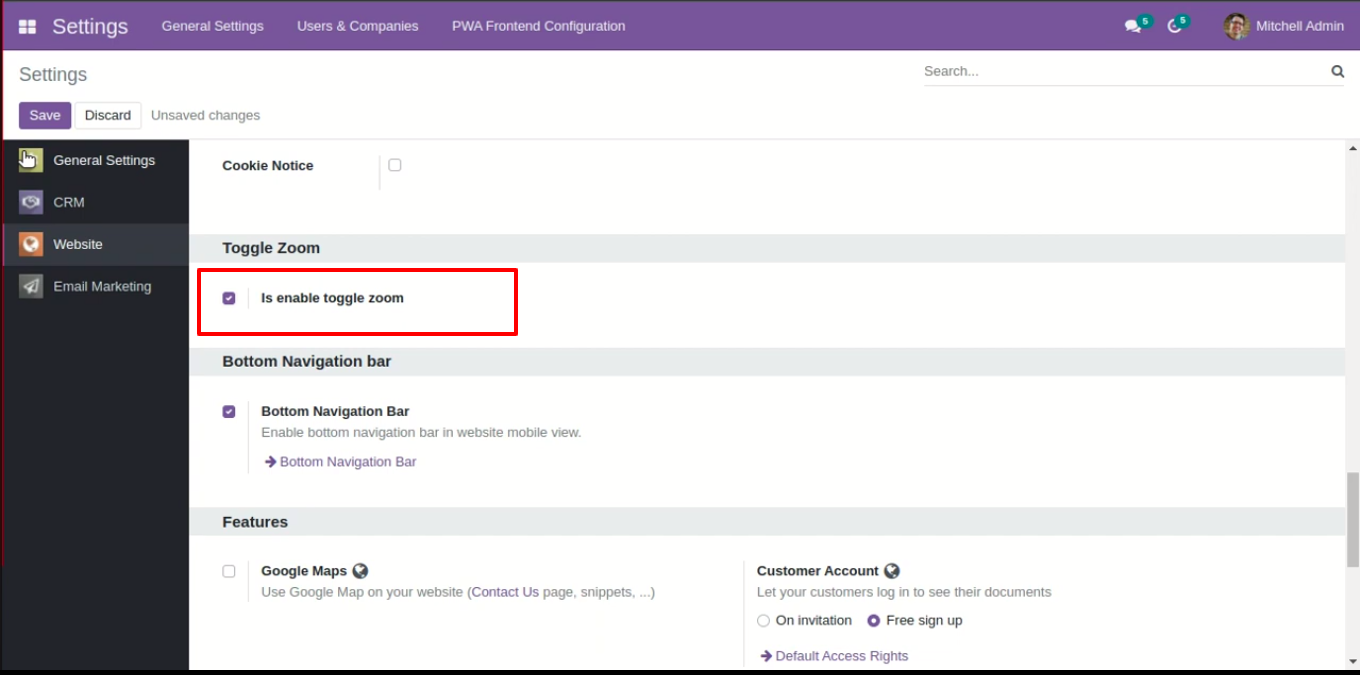 Settings General Settings Users & Companies PWA Frontend Configuration 5 5 Mitchell Admin
Settings Search...
Save Discard Unsaved changes
General Settings
CRM
Website
Email Marketing
Cookie Notice
Toggle Zoom
Is enable toggle zoom
Bottom Navigation bar
Bottom Navigation Bar
Enable bottom navigation bar in website mobile view.
Bottom Navigation Bar
Features
Google Maps
Use Google Map on your website (Contact Us page, snippets, ...)
Customer Account
Let your customers log in to see their documents
On invitation Free sign up
Default Access Rights